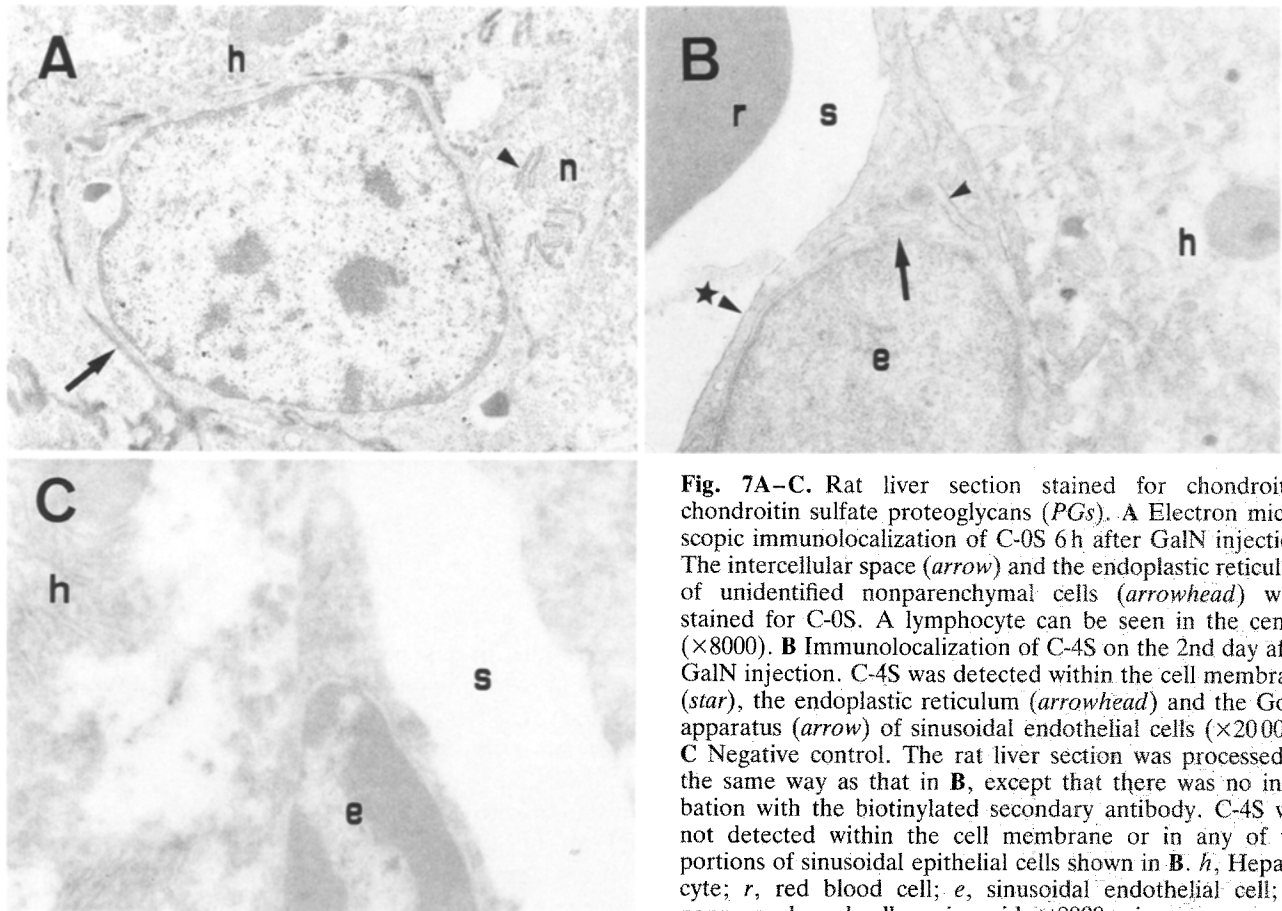 A
h
n
B
r
s
h
e
C
h
s
e
Fig. 7A–C. Rat liver section stained for chondroit
chondroitin sulfate proteoglycans (PGs). A Electron mic
scopic immunolocalization of C-0S 6 h after GalN injectio
The intercellular space (arrow) and the endoplastic reticul
of unidentified nonparenchymal cells (arrowhead) w
stained for C-0S. A lymphocyte can be seen in the cen
(×8000). B Immunolocalization of C-4S on the 2nd day af
GalN injection. C-4S was detected within the cell membra
(star), the endoplastic reticulum (arrowhead) and the Go
apparatus (arrow) of sinusoidal endothelial cells (×20 00
C Negative control. The rat liver section was processed
the same way as that in B, except that there was no in
bation with the biotinylated secondary antibody. C-4S w
not detected within the cell membrane or in any of
portions of sinusoidal epithelial cells shown in B. h, Hepa
cyte; r, red blood cell; e, sinusoidal endothelial cell;